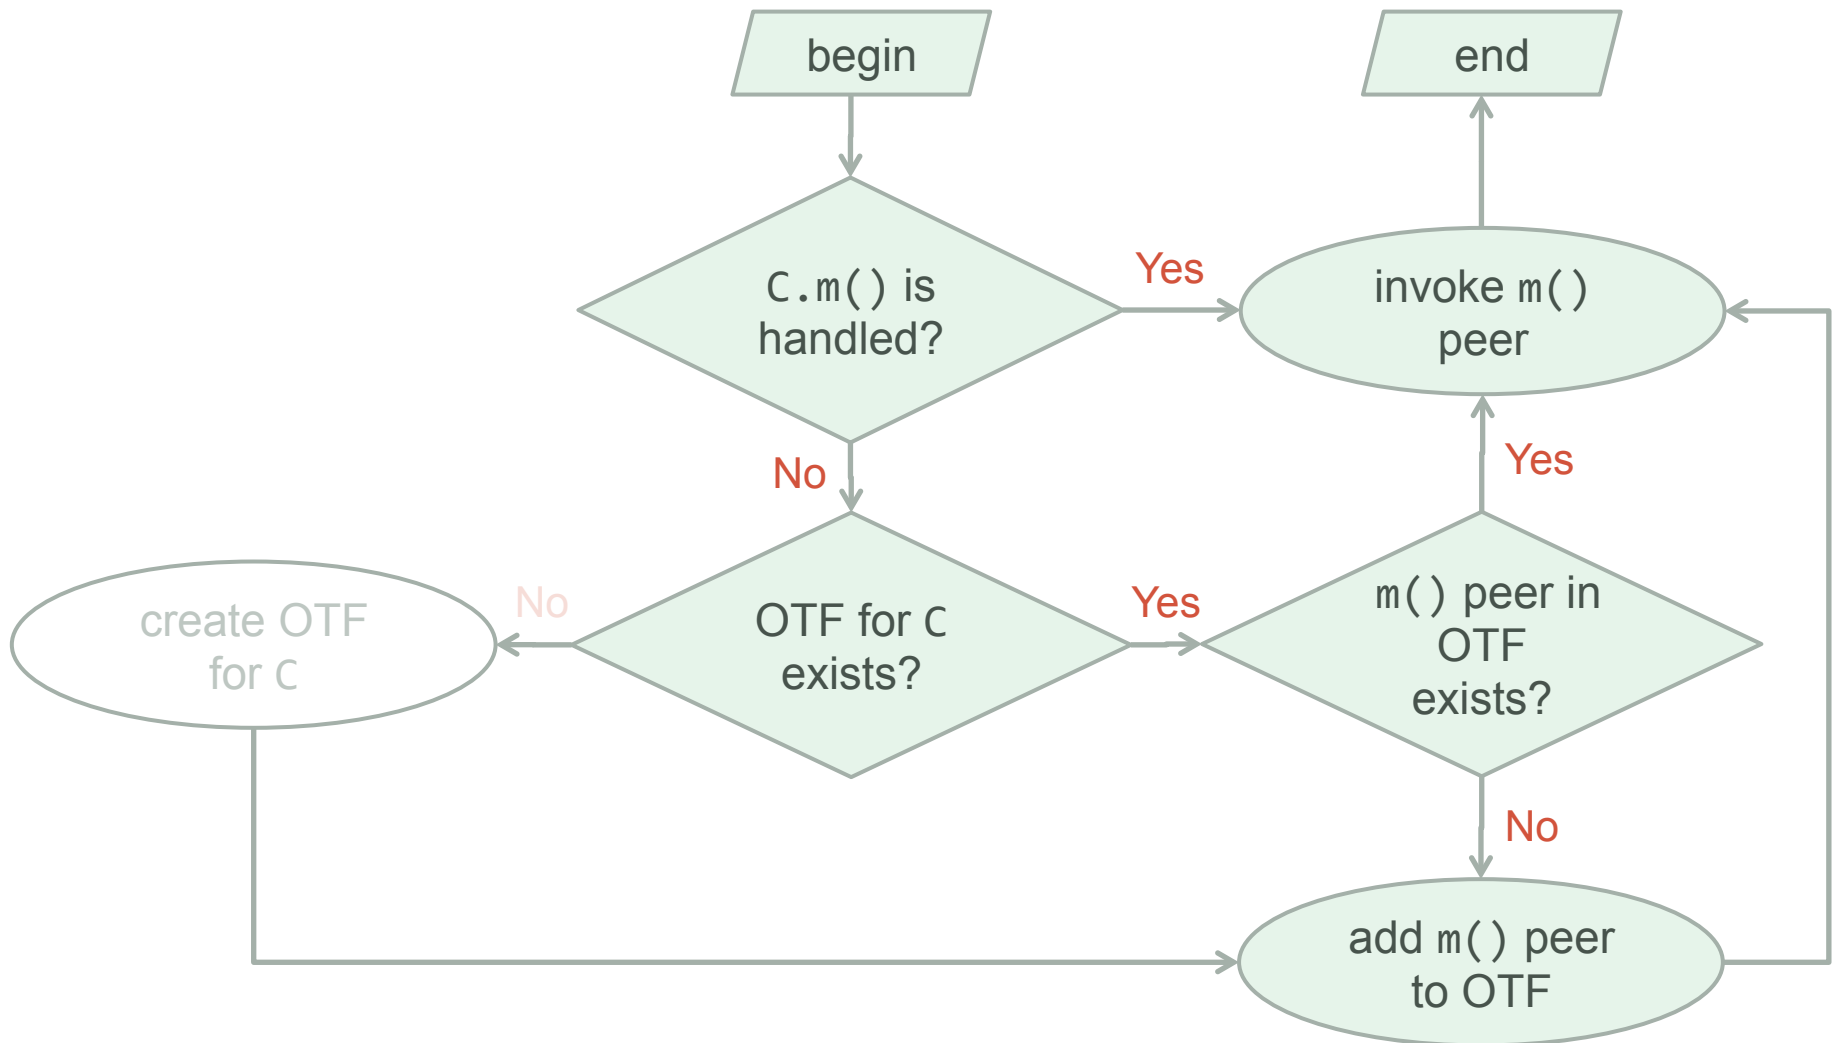 begin
end
C.m() is
handled?
Yes
invoke m()
peer
No
Yes
create OTF
for C
No
OTF for C
exists?
Yes
m() peer in
OTF
exists?
No
add m() peer
to OTF